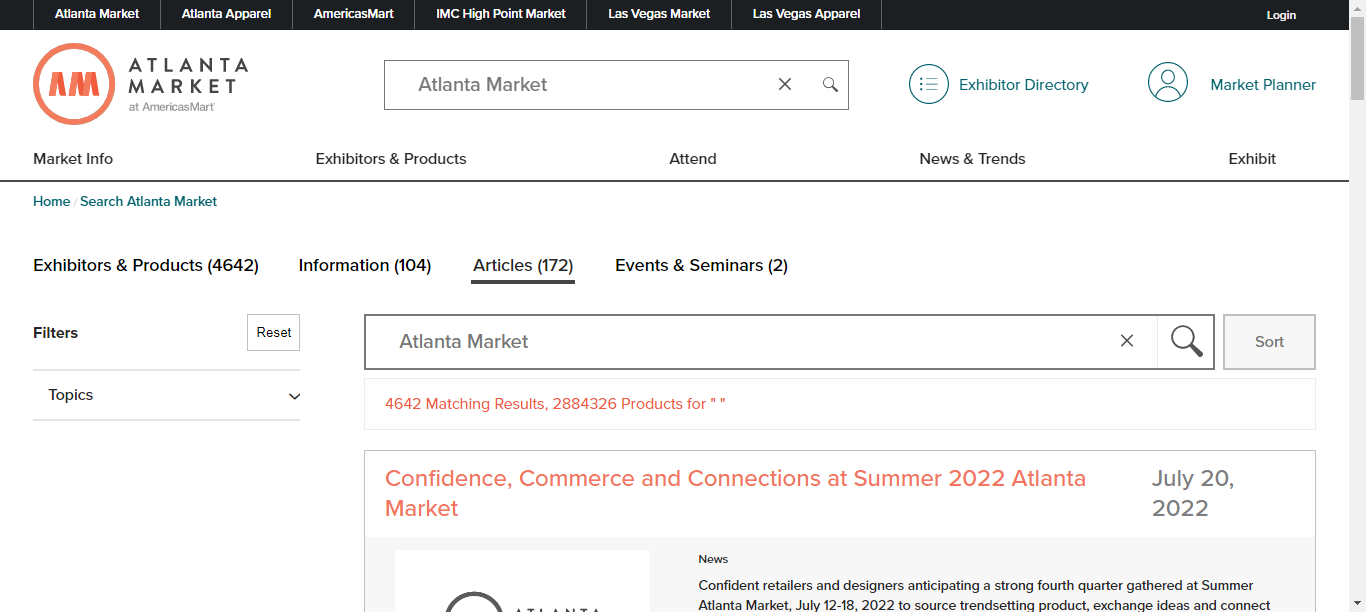 Atlanta Market Atlanta Apparel AmericasMart IMC High Point Market Las Vegas Market Las Vegas Apparel Login
ATLANTA
MARKET
at AmericasMart
AM
Atlanta Market
Exhibitor Directory
Market Planner
Market Info Exhibitors & Products Attend News & Trends Exhibit
Home / Search Atlanta Market
Exhibitors & Products (4642) Information (104) Articles (172) Events & Seminars (2)
Filters
Reset
Topics
Atlanta Market
Sort
4642 Matching Results, 2884326 Products for " "
Confidence, Commerce and Connections at Summer 2022 Atlanta
Market
July 20,
2022
News
Confident retailers and designers anticipating a strong fourth quarter gathered at Summer
Atlanta Market, July 12-18, 2022 to source trendsetting product, exchange ideas and connect